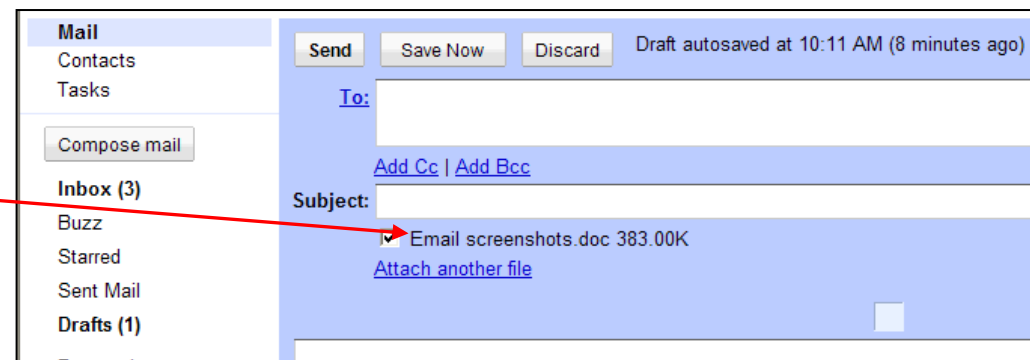 Mail
Contacts
Tasks
Compose mail
Inbox (3)
Buzz
Starred
Sent Mail
Drafts (1)
Send Save Now Discard Draft autosaved at 10:11 AM (8 minutes ago)
To:
Add Cc | Add Bcc
Subject:
Email screenshots.doc 383.00K
Attach another file